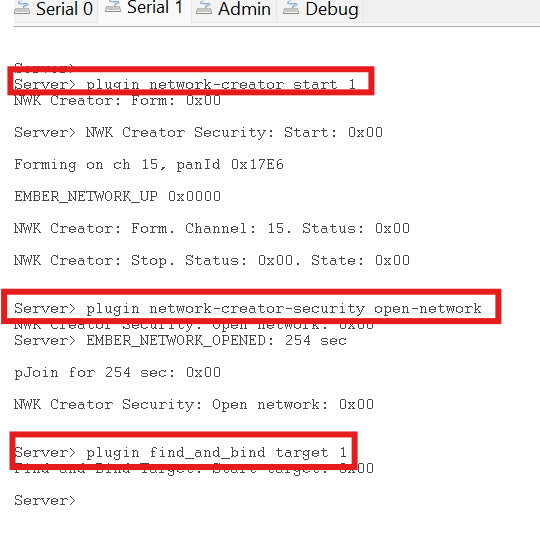 Serial 0 Serial 1 Admin Debug
Server>
Server> plugin network-creator start 1
NWK Creator: Form: 0x00
Server> NWK Creator Security: Start: 0x00
Forming on ch 15, panId 0x17E6
EMBER_NETWORK_UP 0x0000
NWK Creator: Form. Channel: 15. Status: 0x00
NWK Creator: Stop. Status: 0x00. State: 0x00
Server> plugin network-creator-security open-network
NWK Creator Security: Open network: 0x00
Server> EMBER_NETWORK_OPENED: 254 sec
pJoin for 254 sec: 0x00
NWK Creator Security: Open network: 0x00
Server> plugin find_and_bind target 1
Find and Bind Target: Start target: 0x00
Server>